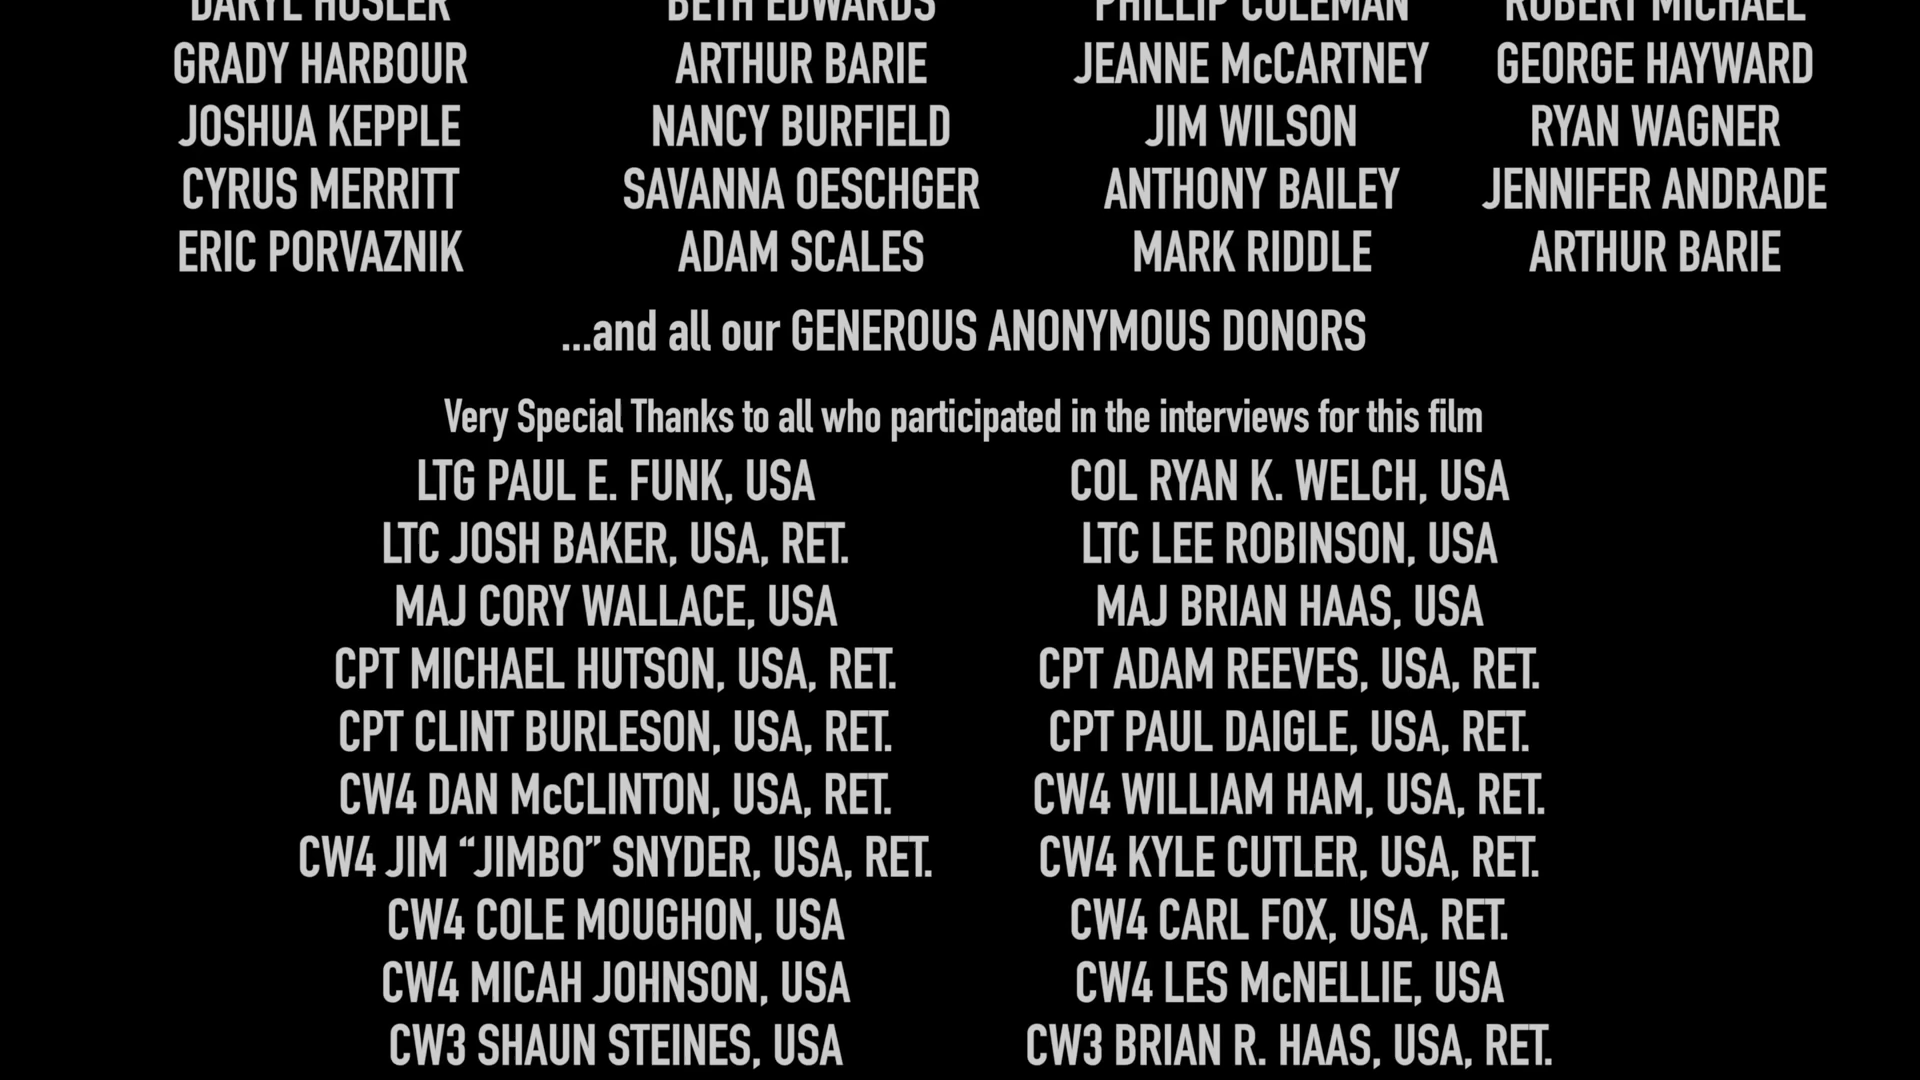 DARYL HOSLER BETH EDWARDS PHILLIP COLEMAN ROBERT MICHAEL
GRADY HARBOUR ARTHUR BARIE JEANNE McCARTNEY GEORGE HAYWARD
JOSHUA KEPPLE NANCY BURFIELD JIM WILSON RYAN WAGNER
CYRUS MERRITT SAVANNA OESCHGER ANTHONY BAILEY JENNIFER ANDRADE
ERIC PORVAZNIK ADAM SCALES MARK RIDDLE ARTHUR BARIE
...and all our GENEROUS ANONYMOUS DONORS
Very Special Thanks to all who participated in the interviews for this film
LTG PAUL E. FUNK, USA COL RYAN K. WELCH, USA
LTC JOSH BAKER, USA, RET. LTC LEE ROBINSON, USA
MAJ CORY WALLACE, USA MAJ BRIAN HAAS, USA
CPT MICHAEL HUTSON, USA, RET. CPT ADAM REEVES, USA, RET.
CPT CLINT BURLESON, USA, RET. CPT PAUL DAIGLE, USA, RET.
CW4 DAN McCLINTON, USA, RET. CW4 WILLIAM HAM, USA, RET.
CW4 JIM “JIMBO” SNYDER, USA, RET. CW4 KYLE CUTLER, USA, RET.
CW4 COLE MOUGHON, USA CW4 CARL FOX, USA, RET.
CW4 MICAH JOHNSON, USA CW4 LES McNELLIE, USA
CW3 SHAUN STEINES, USA CW3 BRIAN R. HAAS, USA, RET.